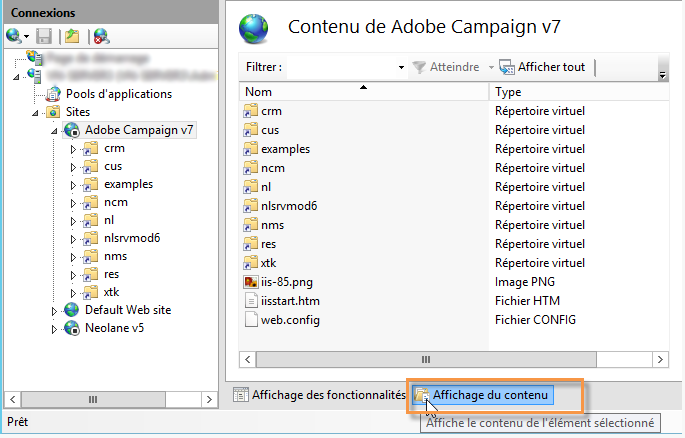 Connexions
Pools d'applications
Sites
Adobe Campaign v7
crm
cus
examples
ncm
nl
nlsrvmod6
nms
res
xtk
Default Web site
Neolane v5
Contenu de Adobe Campaign v7
Filtrer : Atteindre Afficher tout
Nom Type
crm Répertoire virtuel
cus Répertoire virtuel
examples Répertoire virtuel
ncm Répertoire virtuel
nl Répertoire virtuel
nlsrvmod6 Répertoire virtuel
nms Répertoire virtuel
res Répertoire virtuel
xtk Répertoire virtuel
iis-85.png Image PNG
iisstart.htm Fichier HTM
web.config Fichier CONFIG
Affichage des fonctionnalités Affichage du contenu
Prêt
Affiche le contenu de l'élément sélectionné